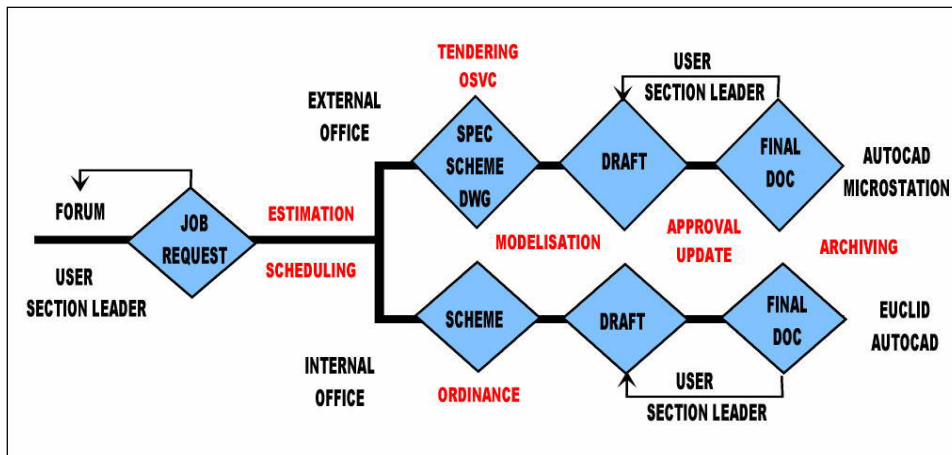 TENDERING
OSVC
USER
SECTION LEADER
EXTERNAL
OFFICE
SPEC
SCHEME
DWG
DRAFT
FINAL
DOC
AUTOCAD
MICROSTATION
FORUM
JOB
REQUEST
ESTIMATION
SCHEDULING
MODELISATION
APPROVAL
UPDATE
ARCHIVING
USER
SECTION LEADER
SCHEME
DRAFT
FINAL
DOC
EUCLID
AUTOCAD
INTERNAL
OFFICE
ORDINANCE
USER
SECTION LEADER